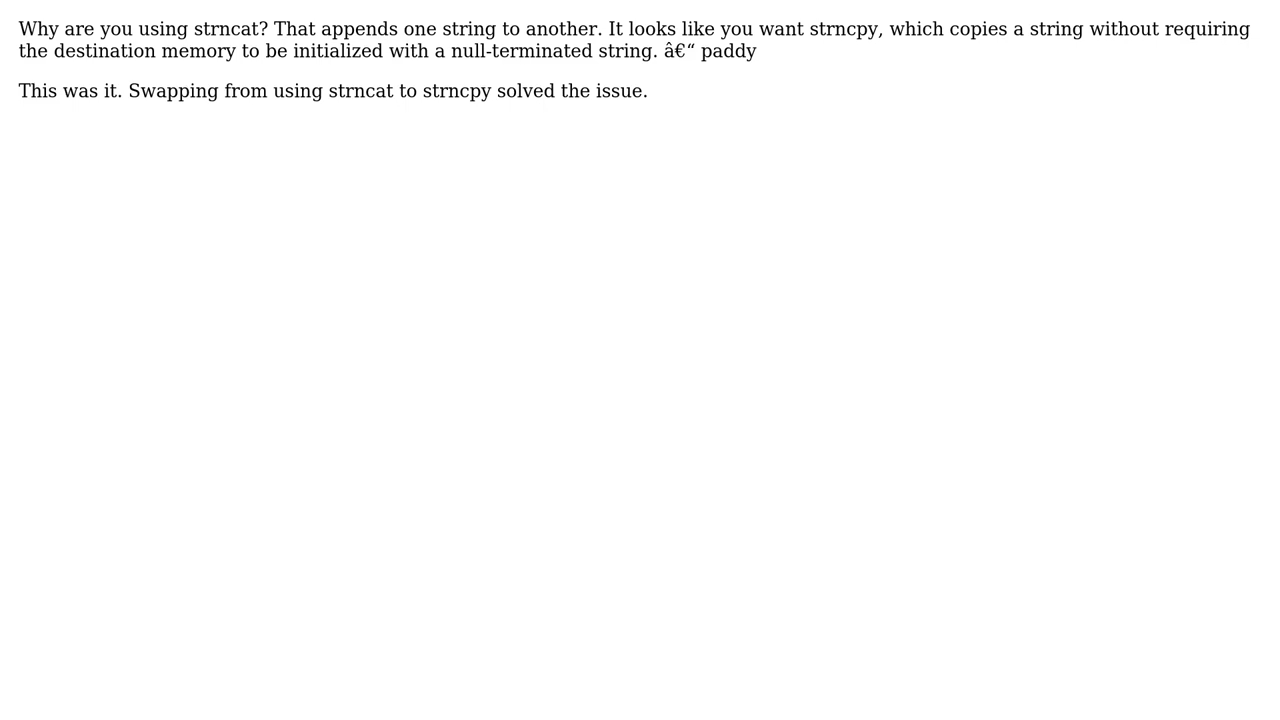 Why are you using strncat? That appends one string to another. It looks like you want strncpy, which copies a string without requiring
the destination memory to be initialized with a null-terminated string. â€“ paddy
This was it. Swapping from using strncat to strncpy solved the issue.